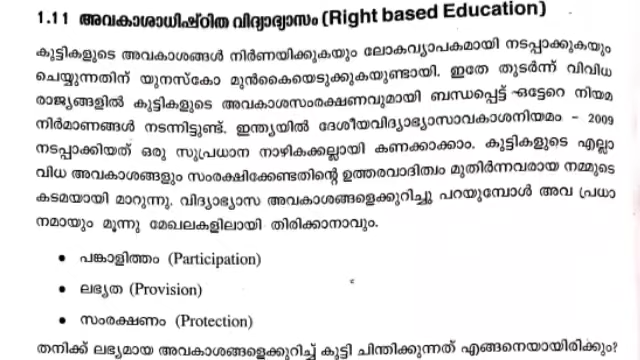 1.11 അവകാശാധിഷ്ഠിത വിദ്യാഭ്യാസം (Right based Education)
കുട്ടികളുടെ അവകാശങ്ങൾ നിർണയിക്കുകയും ലോകവ്യാപകമായി നടപ്പാക്കുകയും
ചെയ്യുന്നതിന് യുനസ്കോ മുൻകൈയെടുക്കുകയുണ്ടായി. ഇതേ തുടർന്ന് വിവിധ
രാജ്യങ്ങളിൽ കുട്ടികളുടെ അവകാശസംരക്ഷണവുമായി ബന്ധപ്പെട്ട് ഒട്ടേറെ നിയമ
നിർമാണങ്ങൾ നടന്നിട്ടുണ്ട്. ഇന്ത്യയിൽ ദേശീയവിദ്യാഭ്യാസാവകാശനിയമം - 2009
നടപ്പാക്കിയത് ഒരു സുപ്രധാന നാഴികക്കല്ലായി കണക്കാക്കാം. കുട്ടികളുടെ എല്ലാ
വിധ അവകാശങ്ങളും സംരക്ഷിക്കേണ്ടതിന്റെ ഉത്തരവാദിത്വം മുതിർന്നവരായ നമ്മുടെ
കടമയായി മാറുന്നു. വിദ്യാഭ്യാസ അവകാശങ്ങളെക്കുറിച്ചു പറയുമ്പോൾ അവ പ്രധാ
നമായും മൂന്നു മേഖലകളിലായി തിരിക്കാനാവും.
• പങ്കാളിത്തം (Participation)
• ലഭ്യത (Provision)
• സംരക്ഷണം (Protection)
തനിക്ക് ലഭ്യമായ അവകാശങ്ങളെക്കുറിച്ച് കുട്ടി ചിന്തിക്കുന്നത് എങ്ങനെയായിരിക്കും?